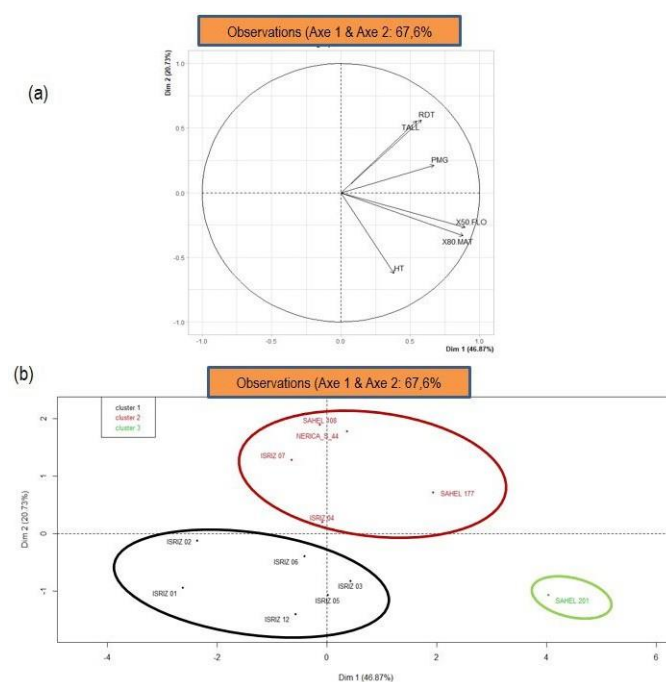 Observations (Axe 1 & Axe 2: 67,6%
(a)
Dim 2 (20.73%)
1.0
0.5
0.0
-0.5
-1.0
RDT
TALL
PMG
X50.FLO
X80.MAT
HT
-1.0
-0.5
0.0
0.5
1.0
Dim 1 (46.87%)
(b)
Observations (Axe 1 & Axe 2: 67,6%
cluster 1
cluster 2
cluster 3
Dim 2 (20.73%)
2
1
0
-1
SAHEL 108
NERICA_S_44
ISRIZ 07
SAHEL 177
ISRIZ 04
ISRIZ 02
ISRIZ 06
ISRIZ 03
ISRIZ 01
ISRIZ 05
ISRIZ 12
SAHEL 201
-4
-2
0
2
4
6
Dim 1 (46.87%)